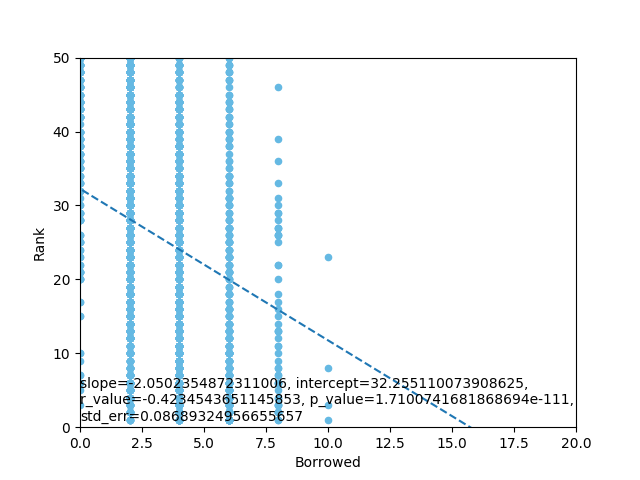 50
40
30
20
10
0
Rank
slope=-2.0502354872311006, intercept=32.255110073908625,
r_value=-0.4234543651145853, p_value=1.7100741681868694e-111,
std_err=0.08689324956655657
0.0 2.5 5.0 7.5 10.0 12.5 15.0 17.5 20.0
Borrowed